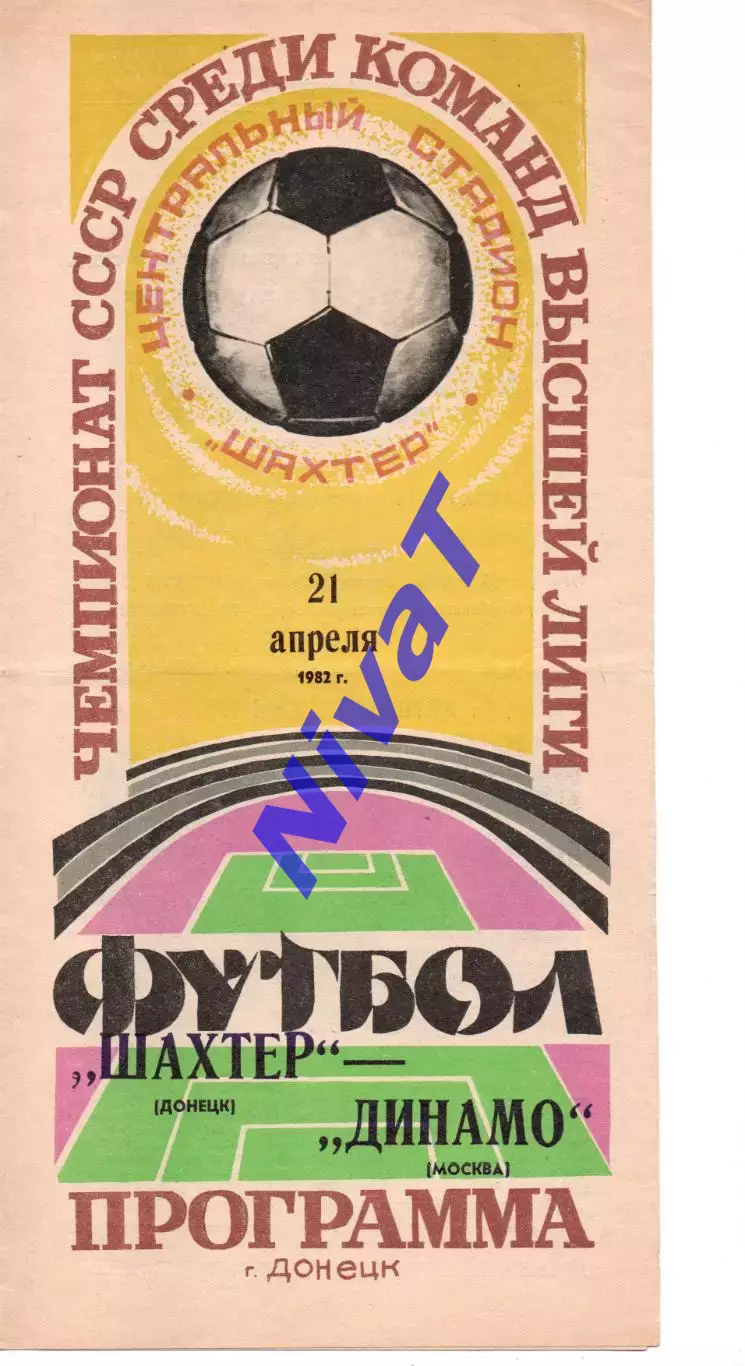 ЧЕМПИОНАТ СССР СРЕДИ КОМАНД ВЫСШЕЙ ЛИГИ
ЦЕНТРАЛЬНЫЙ СТАДИОН
• „ШАХТЕР" •
21
апреля
1982 г.
NivaT
ФУТБОЛ
„ШАХТЕР“—
(ДОНЕЦК)
„ДИНАМО“
(МОСКВА)
ПРОГРАММА
г. ДОНЕЦК